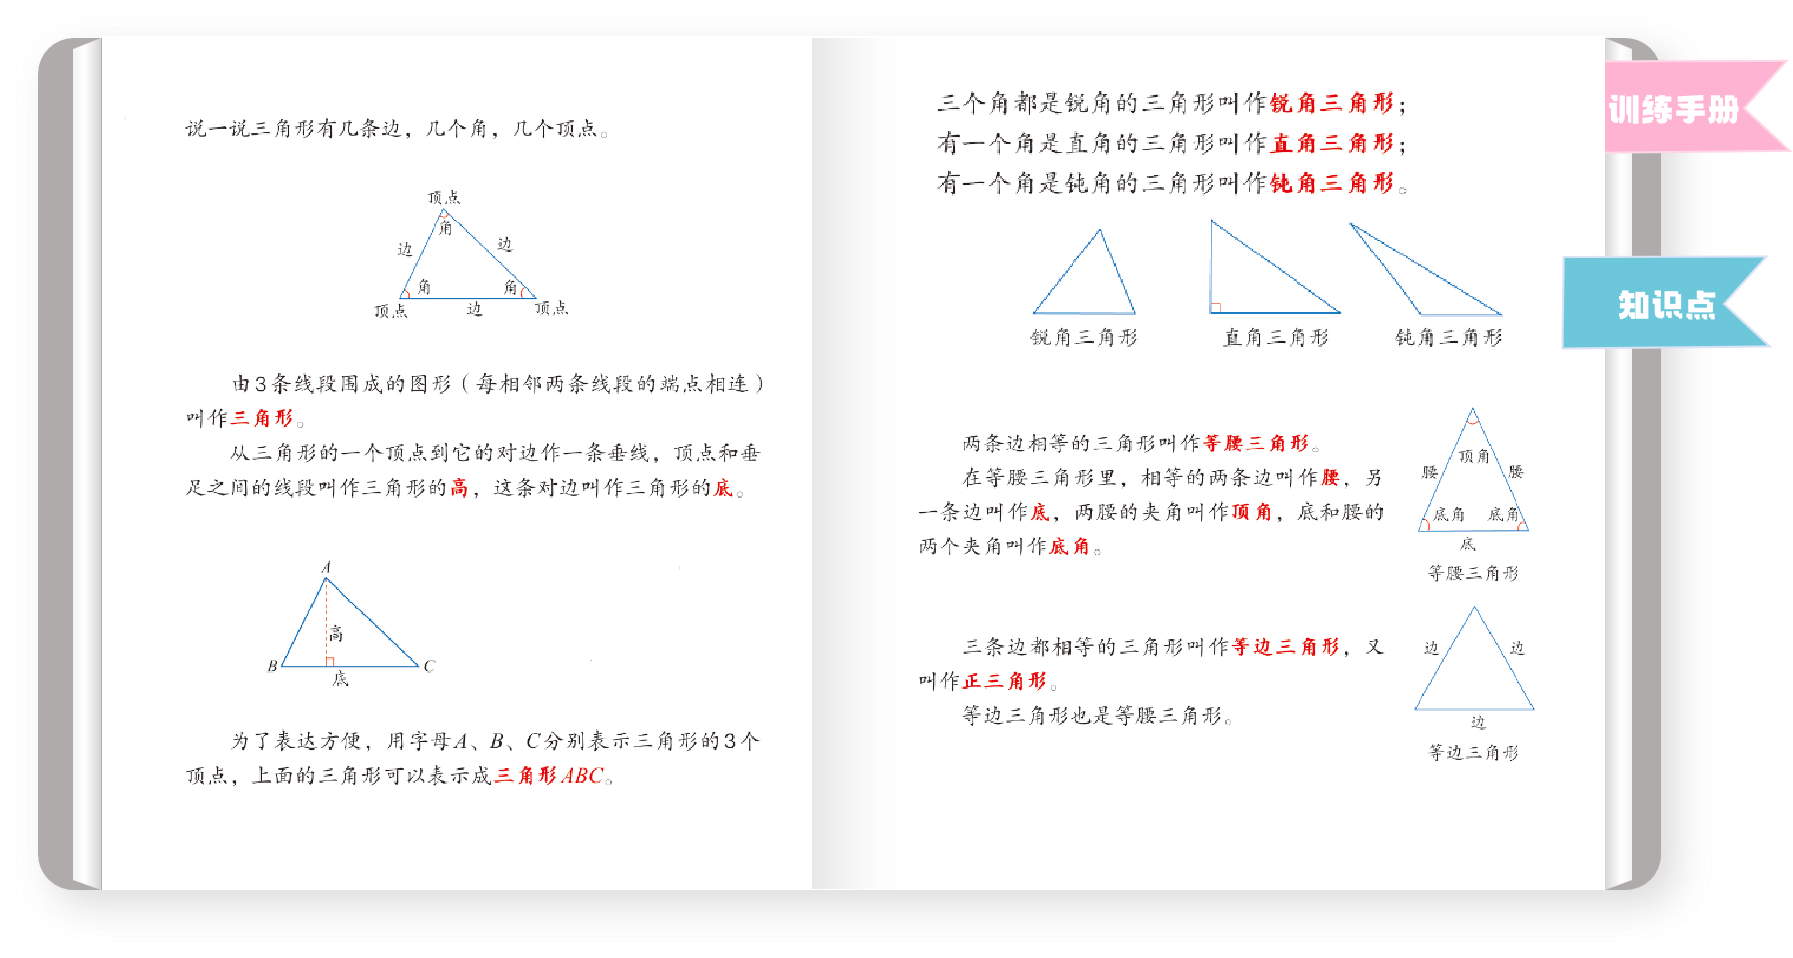 说一说三角形有几条边，几个角，几个顶点。
顶点
角
边
边
角
角
顶点
边
顶点
由3条线段围成的图形（每相邻两条线段的端点相连）
叫作三角形。
从三角形的一个顶点到它的对边作一条垂线，顶点和垂
足之间的线段叫作三角形的高，这条对边叫作三角形的底。
A
高
B
C
底
为了表达方便，用字母A、B、C分别表示三角形的3个
顶点，上面的三角形可以表示成三角形ABC。
三个角都是锐角的三角形叫作锐角三角形；
有一个角是直角的三角形叫作直角三角形；
有一个角是钝角的三角形叫作钝角三角形。
锐角三角形
直角三角形
钝角三角形
两条边相等的三角形叫作等腰三角形。
在等腰三角形里，相等的两条边叫作腰，另
一条边叫作底，两腰的夹角叫作顶角，底和腰的
两个夹角叫作底角。
顶角
腰
腰
底角
底角
底
等腰三角形
三条边都相等的三角形叫作等边三角形，又
叫作正三角形。
等边三角形也是等腰三角形。
边
边
边
等边三角形
训练手册
知识点